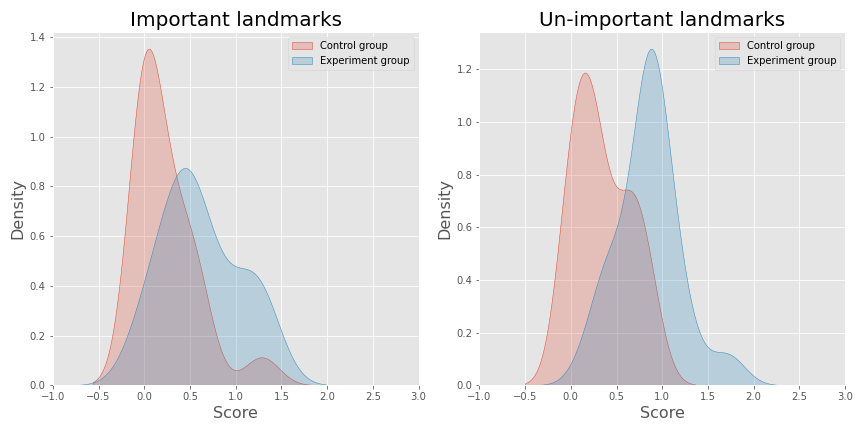 Important landmarks
Control group
Experiment group
1.4
1.2
1.0
0.8
0.6
0.4
0.2
0.0
Density
−1.0 −0.5 0.0 0.5 1.0 1.5 2.0 2.5 3.0
Score
Un-important landmarks
Control group
Experiment group
1.2
1.0
0.8
0.6
0.4
0.2
0.0
Density
−1.0 −0.5 0.0 0.5 1.0 1.5 2.0 2.5 3.0
Score